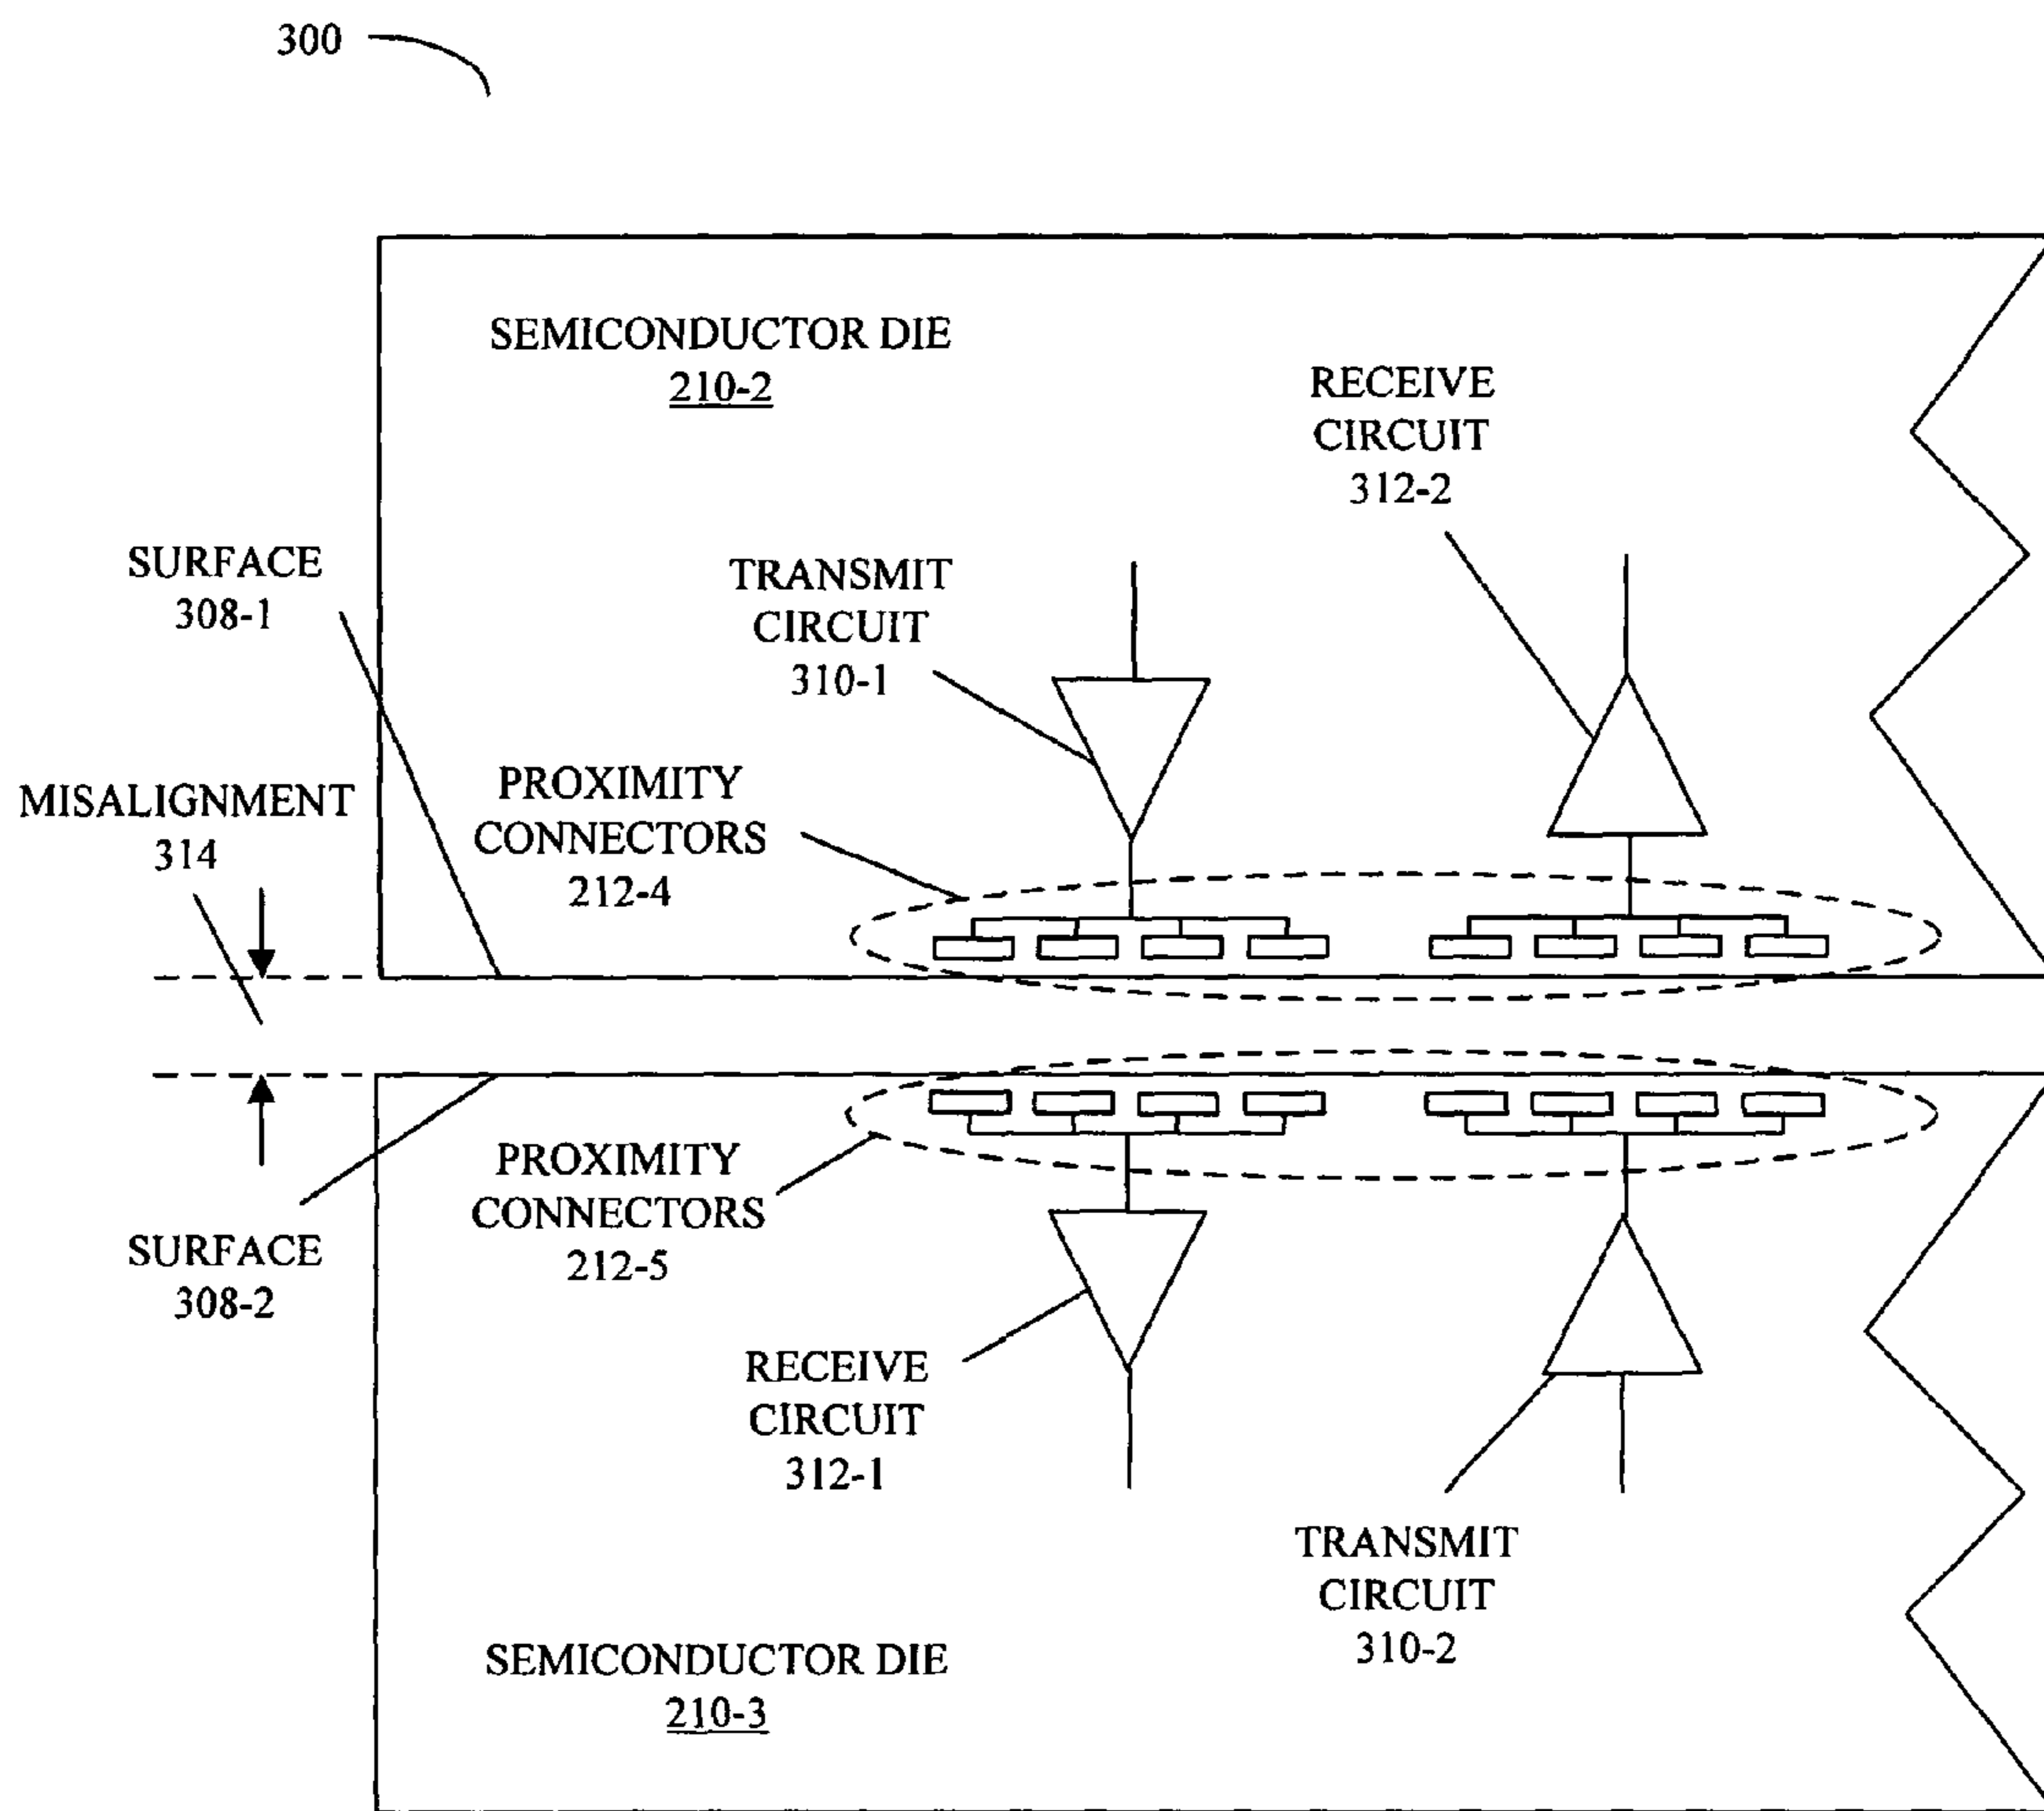 300
SEMICONDUCTOR DIE
210-2
RECEIVE
CIRCUIT
312-2
SURFACE
308-1
TRANSMIT
CIRCUIT
310-1
MISALIGNMENT
314
PROXIMITY
CONNECTORS
212-4
PROXIMITY
CONNECTORS
212-5
SURFACE
308-2
RECEIVE
CIRCUIT
312-1
TRANSMIT
CIRCUIT
310-2
SEMICONDUCTOR DIE
210-3